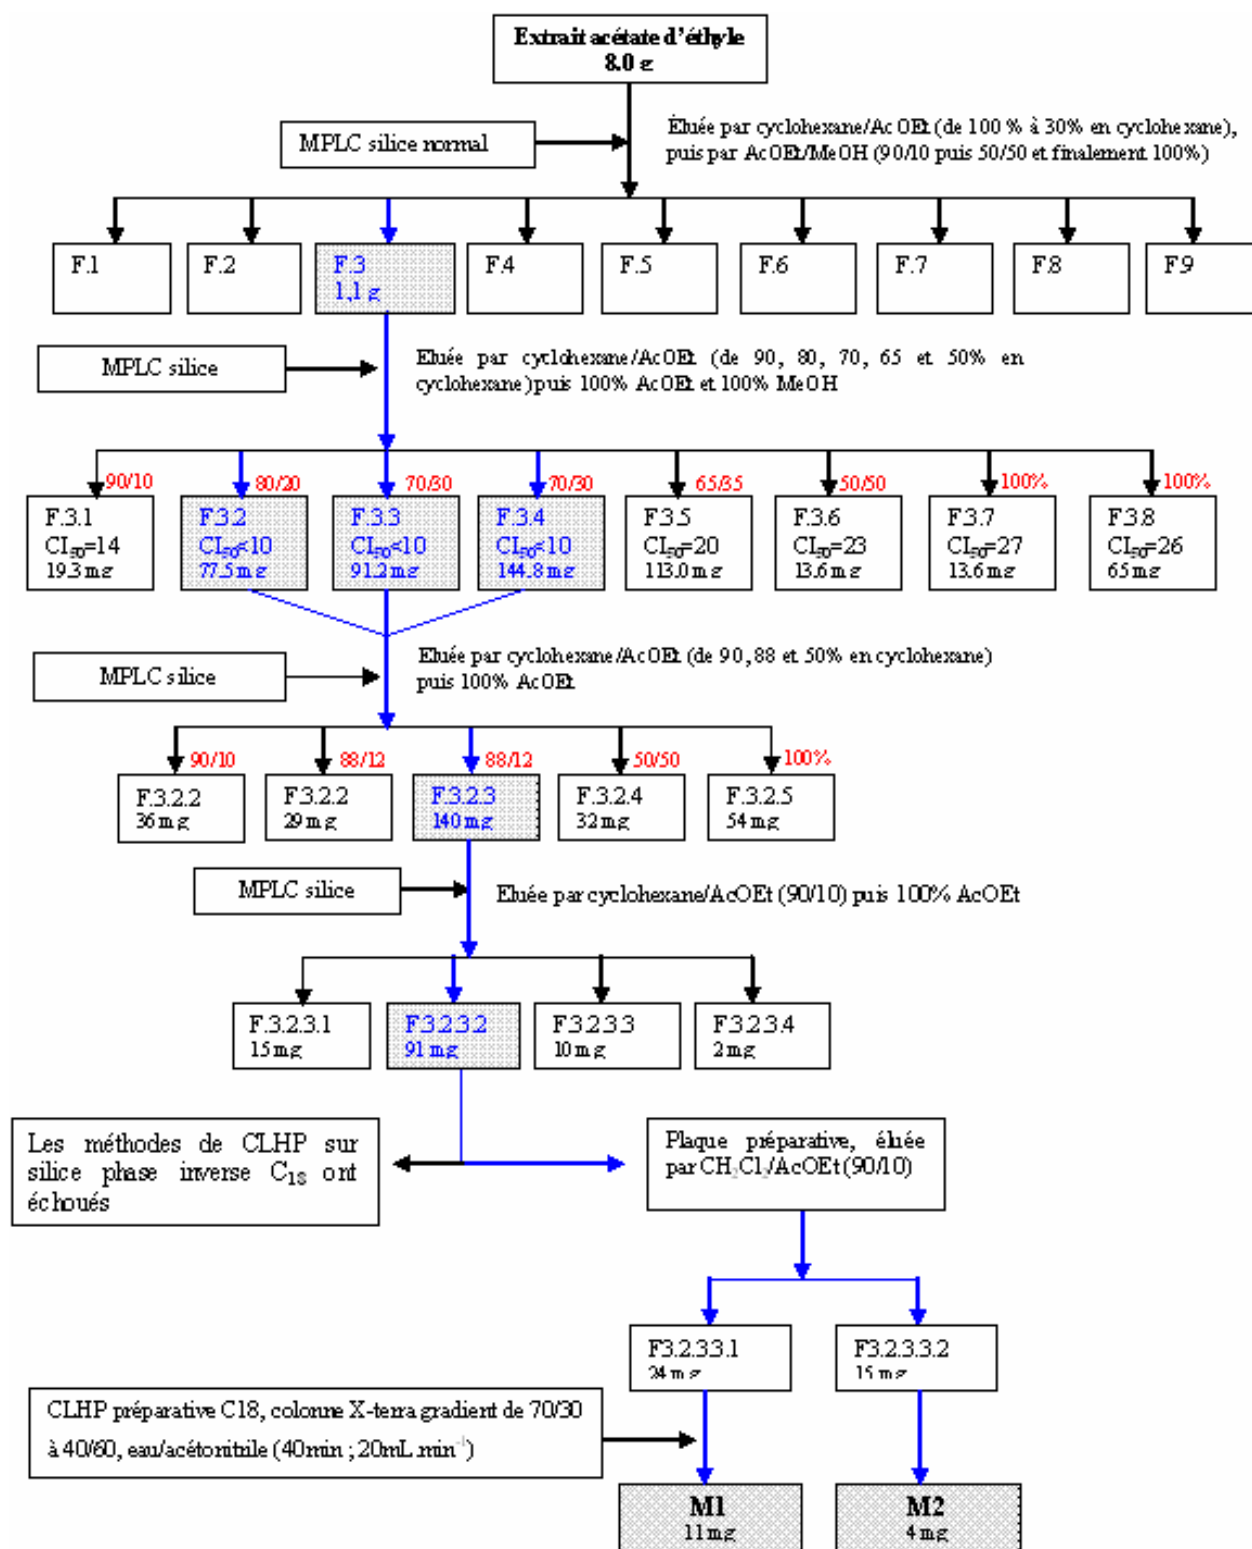 Extrait acétate d'éthyle
8.0 g
MPLC silice normal
Éluée par cyclohexane/AcOEt (de 100 % à 30% en cyclohexane),
puis par AcOEt/MeOH (90/10 puis 50/50 et finalement 100%)
F.1
F.2
F.3
1,1 g
F.4
F.5
F.6
F.7
F.8
F.9
MPLC silice
Eluée par cyclohexane/AcOEt (de 90, 80, 70, 65 et 50% en
cyclohexane) puis 100% AcOEt et 100% MeOH
90/10
80/20
70/30
70/30
65/35
50/50
100%
100%
F.3.1
CI₅₀=14
19.3 mg
F.3.2
CI₅₀<10
77.5 mg
F.3.3
CI₅₀<10
91.2 mg
F.3.4
CI₅₀<10
144.8 mg
F.3.5
CI₅₀=20
113.0 mg
F.3.6
CI₅₀=23
13.6 mg
F.3.7
CI₅₀=27
13.6 mg
F.3.8
CI₅₀=26
65 mg
MPLC silice
Eluée par cyclohexane/AcOEt (de 90, 88 et 50% en cyclohexane)
puis 100% AcOEt
90/10
88/12
88/12
50/50
100%
F.3.2.2
36 mg
F.3.2.2
29 mg
F.3.2.3
140 mg
F.3.2.4
32 mg
F.3.2.5
54 mg
MPLC silice
Eluée par cyclohexane/AcOEt (90/10) puis 100% AcOEt
F.3.2.3.1
15 mg
F.3.2.3.2
91 mg
F.3.2.3.3
10 mg
F.3.2.3.4
2 mg
Les méthodes de CLHP sur
silice phase inverse C₁₈ ont
échoués
Plaque préparative, éluée
par CH₂Cl₂/AcOEt (90/10)
F3.2.3.3.1
24 mg
F3.2.3.3.2
15 mg
CLHP préparative C18, colonne X-terra gradient de 70/30
à 40/60, eau/acétonitrile (40min ; 20mL.min⁻¹)
M1
11 mg
M2
4 mg